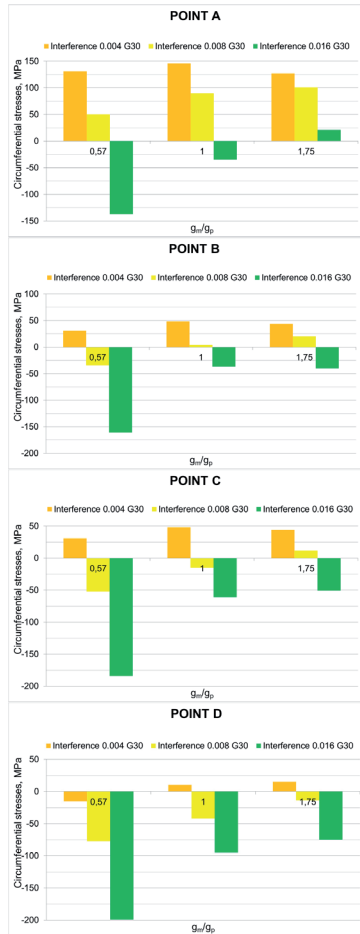 POINT A
Interference 0.004 G30 Interference 0.008 G30 Interference 0.016 G30
Circumferential stresses, MPa
150
100
50
0
-50
-100
-150
0,57 1 1,75
gm/gp
POINT B
Interference 0.004 G30 Interference 0.008 G30 Interference 0.016 G30
Circumferential stresses, MPa
100
50
0
-50
-100
-150
-200
0,57 1 1,75
gm/gp
POINT C
Interference 0.004 G30 Interference 0.008 G30 Interference 0.016 G30
Circumferential stresses, MPa
50
0
-50
-100
-150
-200
0,57 1 1,75
gm/gp
POINT D
Interference 0.004 G30 Interference 0.008 G30 Interference 0.016 G30
Circumferential stresses, MPa
50
0
-50
-100
-150
-200
0,57 1 1,75
gm/gp